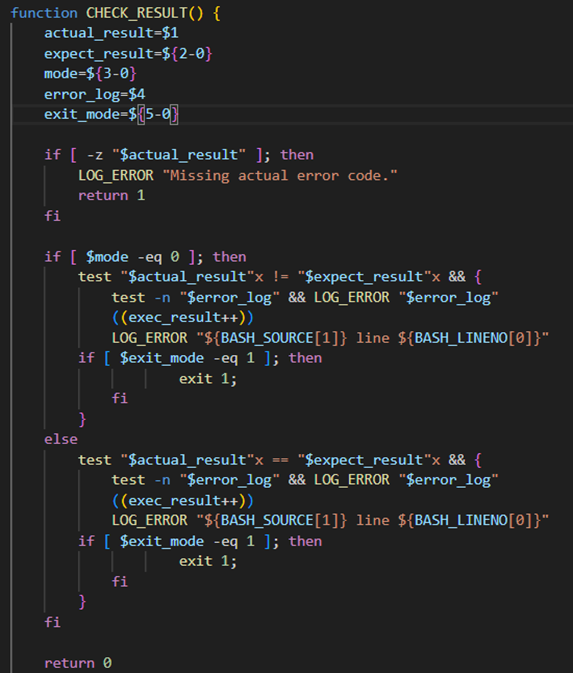 function CHECK_RESULT() {
    actual_result=$1
    expect_result=${2-0}
    mode=${3-0}
    error_log=$4
    exit_mode=${5-0}

    if [ -z "$actual_result" ]; then
        LOG_ERROR "Missing actual error code."
        return 1
    fi

    if [ $mode -eq 0 ]; then
        test "$actual_result"x != "$expect_result"x && {
            test -n "$error_log" && LOG_ERROR "$error_log"
            ((exec_result++))
            LOG_ERROR "${BASH_SOURCE[1]} line ${BASH_LINENO[0]}"
        if [ $exit_mode -eq 1 ]; then
                    exit 1;
            fi
        }
    else
        test "$actual_result"x == "$expect_result"x && {
            test -n "$error_log" && LOG_ERROR "$error_log"
            ((exec_result++))
            LOG_ERROR "${BASH_SOURCE[1]} line ${BASH_LINENO[0]}"
        if [ $exit_mode -eq 1 ]; then
                    exit 1;
            fi
        }
    fi

    return 0